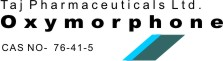 Taj Pharmaceuticals Ltd.
Oxymorphone
CAS NO- 76-41-5